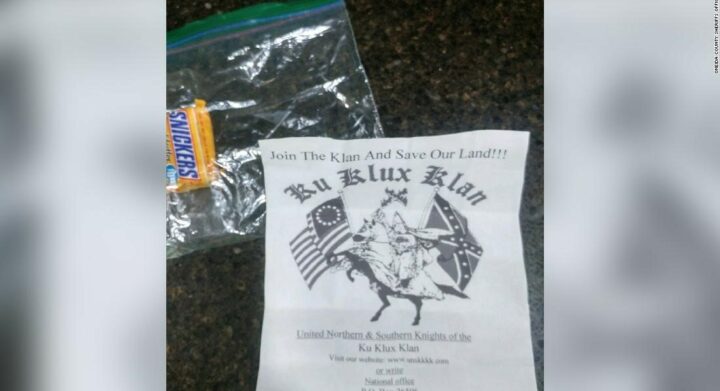 ONEIDA COUNTY SHERIFF OFFICE
SNICKERS
Join The Klan And Save Our Land!!!
Ku Klux Klan
United Northern & Southern Knights of the
Ku Klux Klan
Visit our website:
or write
National office